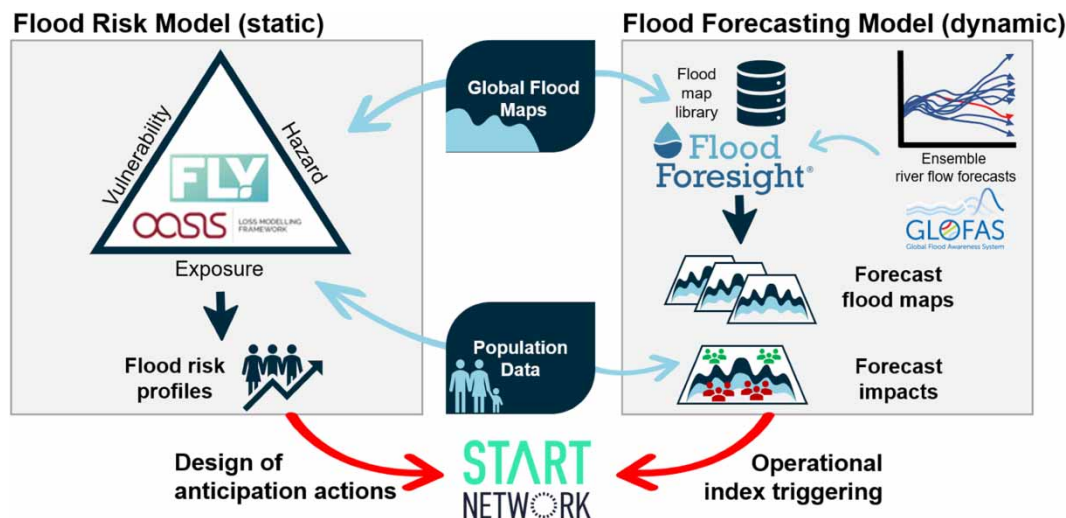 Flood Risk Model (static)
Vulnerability
Hazard
FLY
OASIS
LOSS MODELLING
FRAMEWORK
Exposure
Flood risk
profiles
Design of
anticipation actions
Global Flood
Maps
Population
Data
START
NETWORK
Flood Forecasting Model (dynamic)
Flood
map
library
Flood
Foresight®
Ensemble
river flow forecasts
GLOFAS
Global Flood Awareness System
Forecast
flood maps
Forecast
impacts
Operational
index triggering